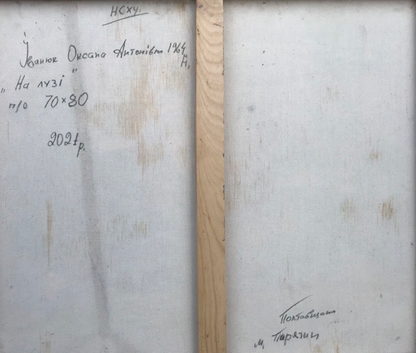 НСХУ.
Іванюк Оксана Антонівна 1964
„На лузі"
п/о 70×80
2021р.
Полтавщина
м. Пирятин